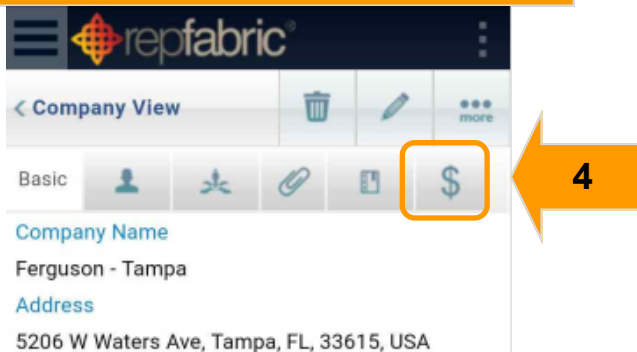 repfabric®
< Company View
more
Basic
$
4
Company Name
Ferguson - Tampa
Address
5206 W Waters Ave, Tampa, FL, 33615, USA